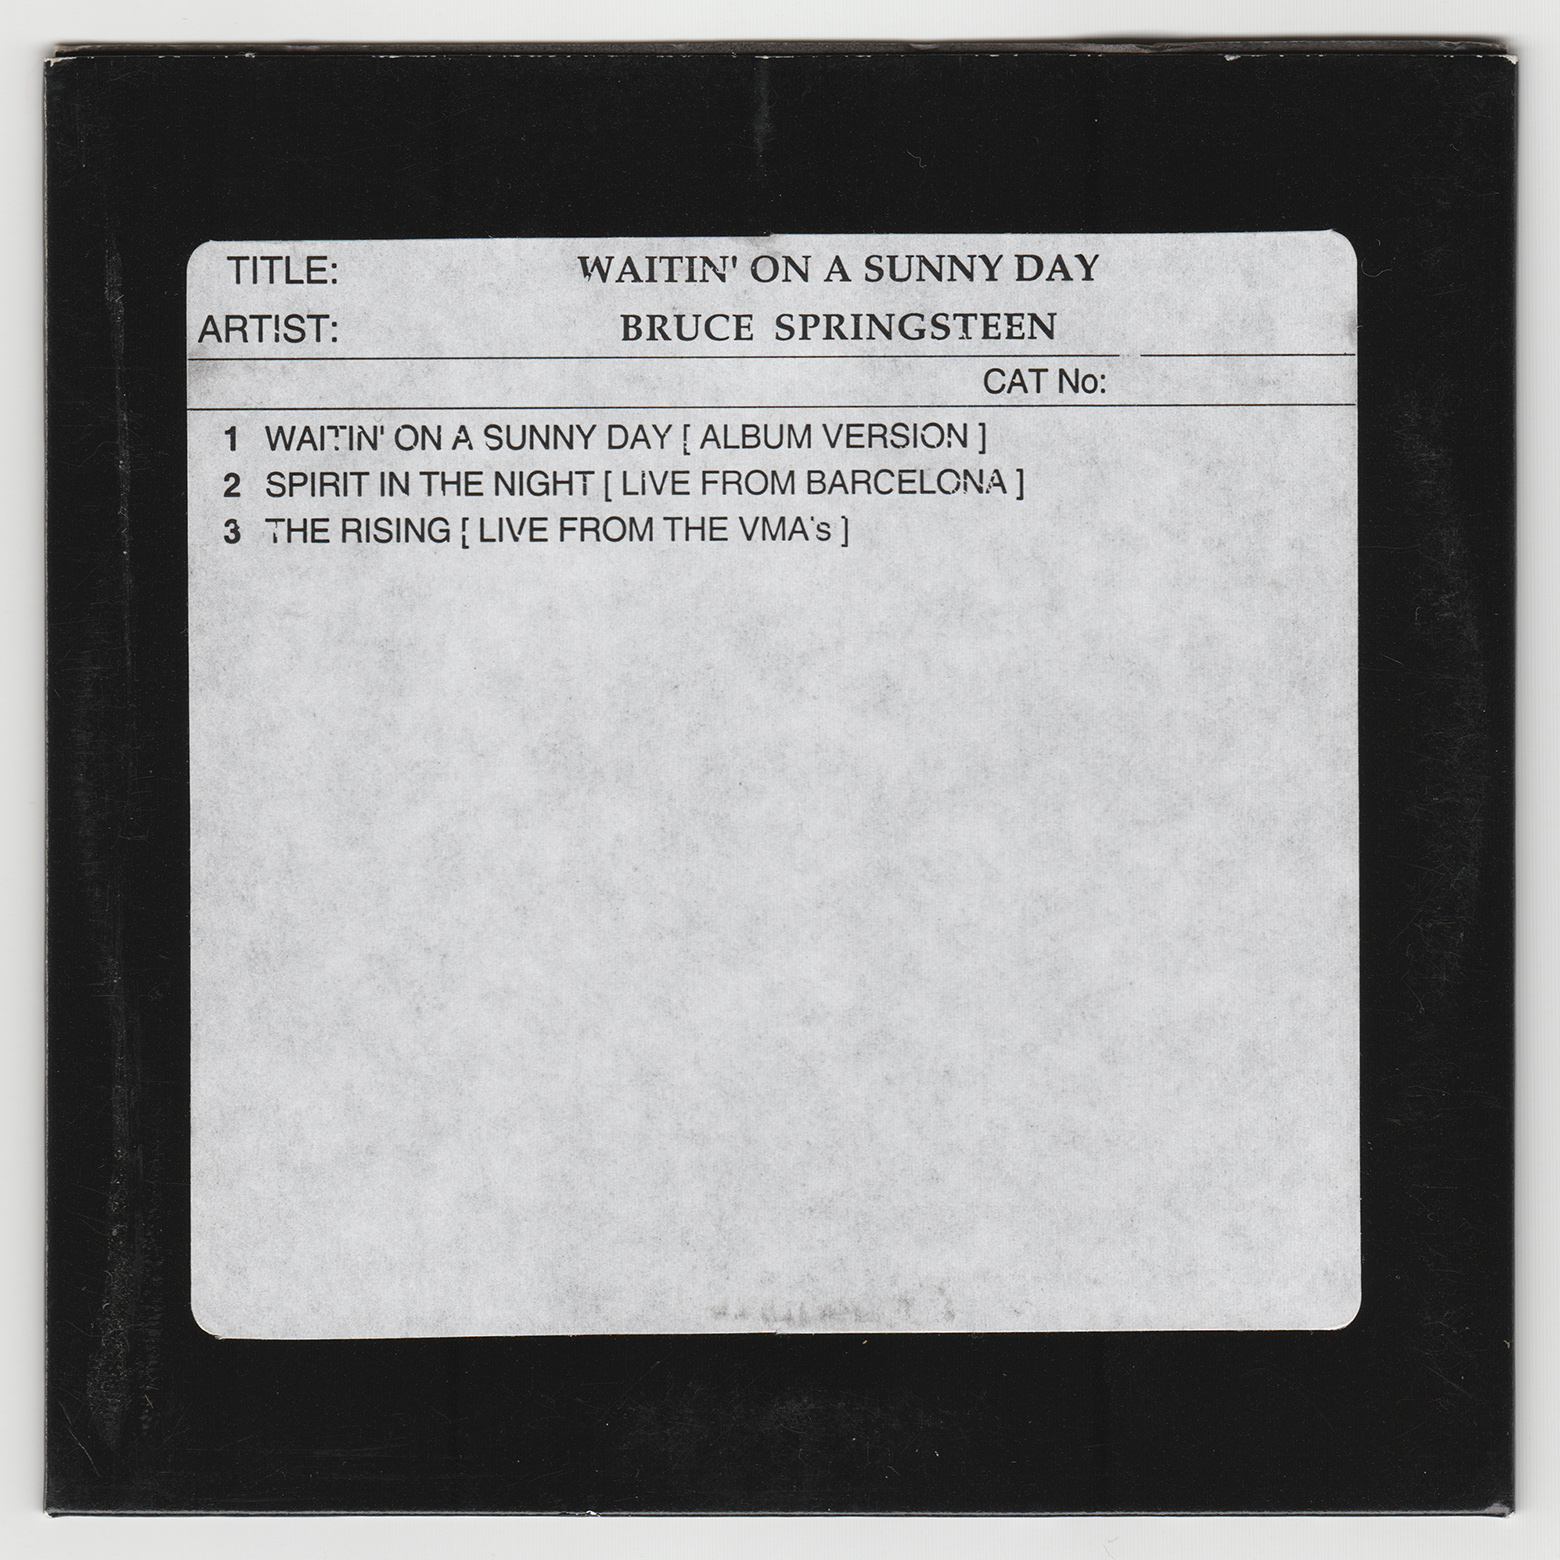 TITLE: WAITIN' ON A SUNNY DAY
ARTIST: BRUCE SPRINGSTEEN
CAT No:
1 WAITIN' ON A SUNNY DAY [ ALBUM VERSION ]
2 SPIRIT IN THE NIGHT [ LIVE FROM BARCELONA ]
3 THE RISING [ LIVE FROM THE VMA's ]